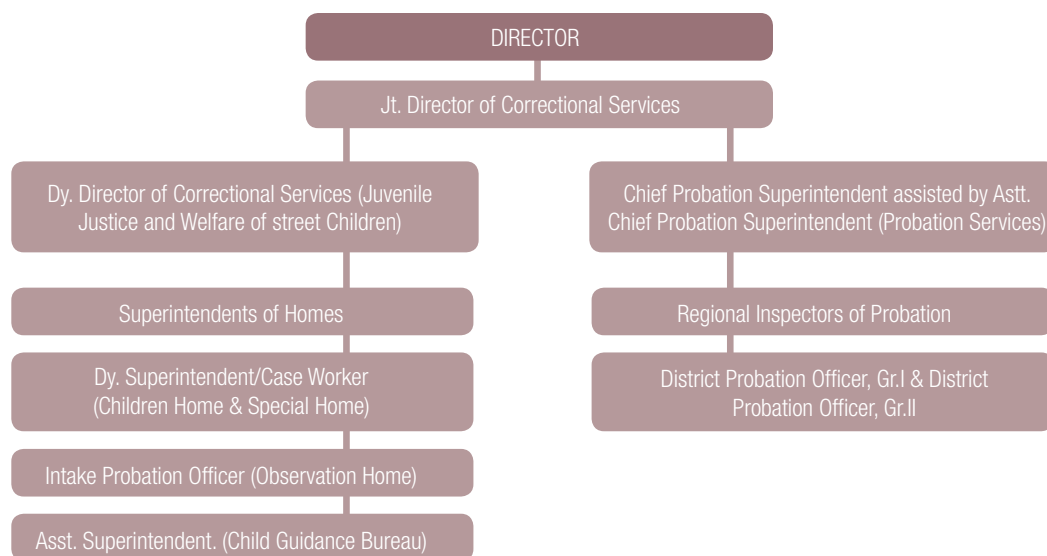 DIRECTOR
Jt. Director of Correctional Services
Dy. Director of Correctional Services (Juvenile
Justice and Welfare of street Children)
Chief Probation Superintendent assisted by Astt.
Chief Probation Superintendent (Probation Services)
Superintendents of Homes
Regional Inspectors of Probation
Dy. Superintendent/Case Worker
(Children Home & Special Home)
District Probation Officer, Gr.I & District
Probation Officer, Gr.II
Intake Probation Officer (Observation Home)
Asst. Superintendent. (Child Guidance Bureau)